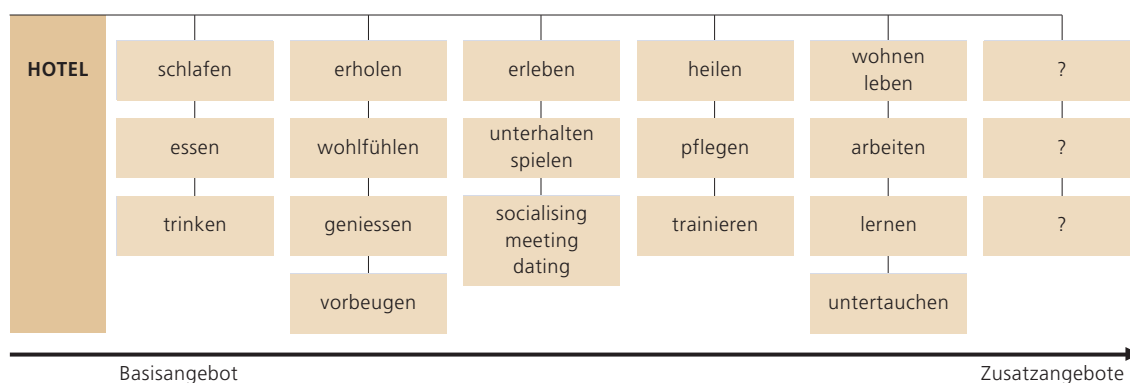 HOTEL
schlafen
essen
trinken
erholen
wohlfühlen
geniessen
vorbeugen
erleben
unterhalten
spielen
socialising
meeting
dating
heilen
pflegen
trainieren
wohnen
leben
arbeiten
lernen
untertauchen
?
?
?
Basisangebot
Zusatzangebote